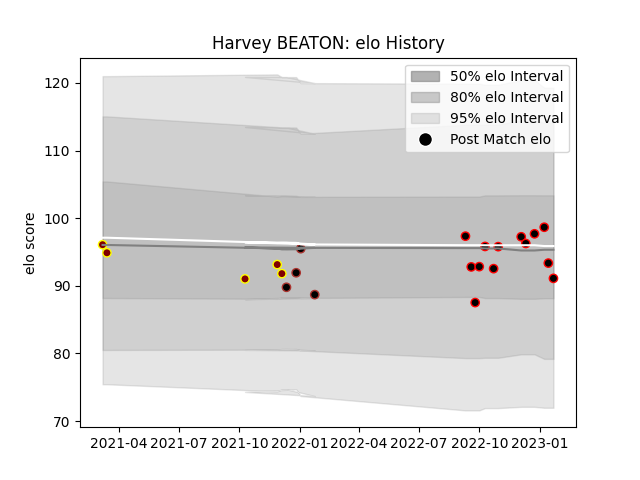 Harvey BEATON: elo History
50% elo Interval
80% elo Interval
95% elo Interval
Post Match elo
elo score
120
110
100
90
80
70
2021-04 2021-07 2021-10 2022-01 2022-04 2022-07 2022-10 2023-01